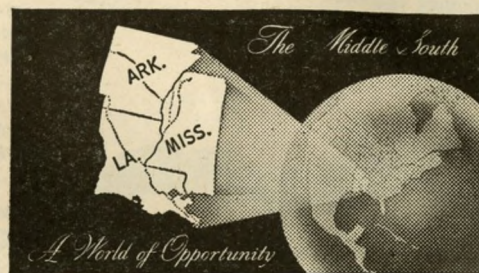 The Middle South
ARK.
MISS.
LA.
A World of Opportunity